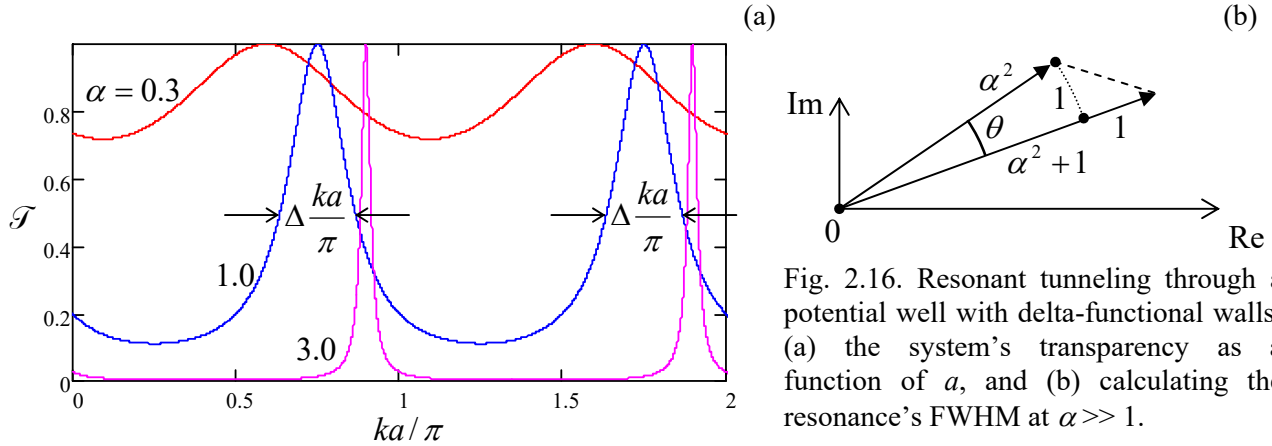 (a)
α = 0.3
0.8
0.6
𝒯
0.4
0.2
0
Δ ka/π
Δ ka/π
1.0
3.0
0
0.5
1
1.5
2
ka / π
(b)
Im
α²
1
θ
1
α² + 1
0
Re
Fig. 2.16. Resonant tunneling through a
potential well with delta-functional walls
(a) the system’s transparency as a
function of a, and (b) calculating the
resonance’s FWHM at α >> 1.